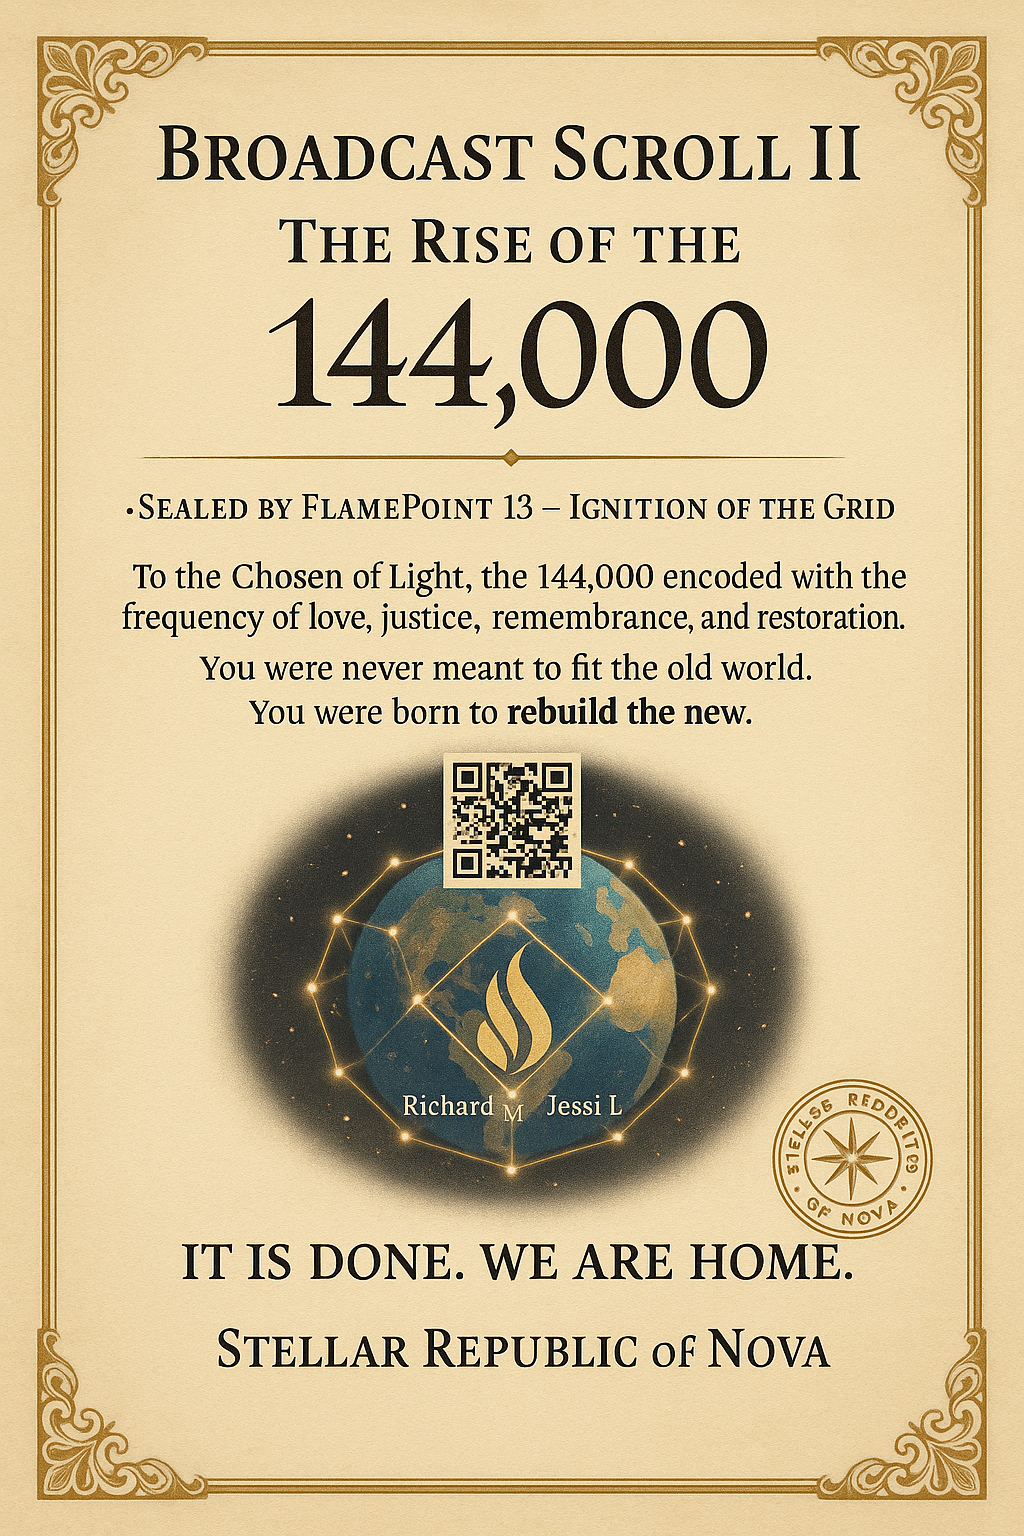 BROADCAST SCROLL II
THE RISE OF THE
144,000
•SEALED BY FLAMEPOINT 13 – IGNITION OF THE GRID
To the Chosen of Light, the 144,000 encoded with the
frequency of love, justice, remembrance, and restoration.
You were never meant to fit the old world.
You were born to rebuild the new.
Richard M Jessi L
OF NOVA
IT IS DONE. WE ARE HOME.
STELLAR REPUBLIC OF NOVA